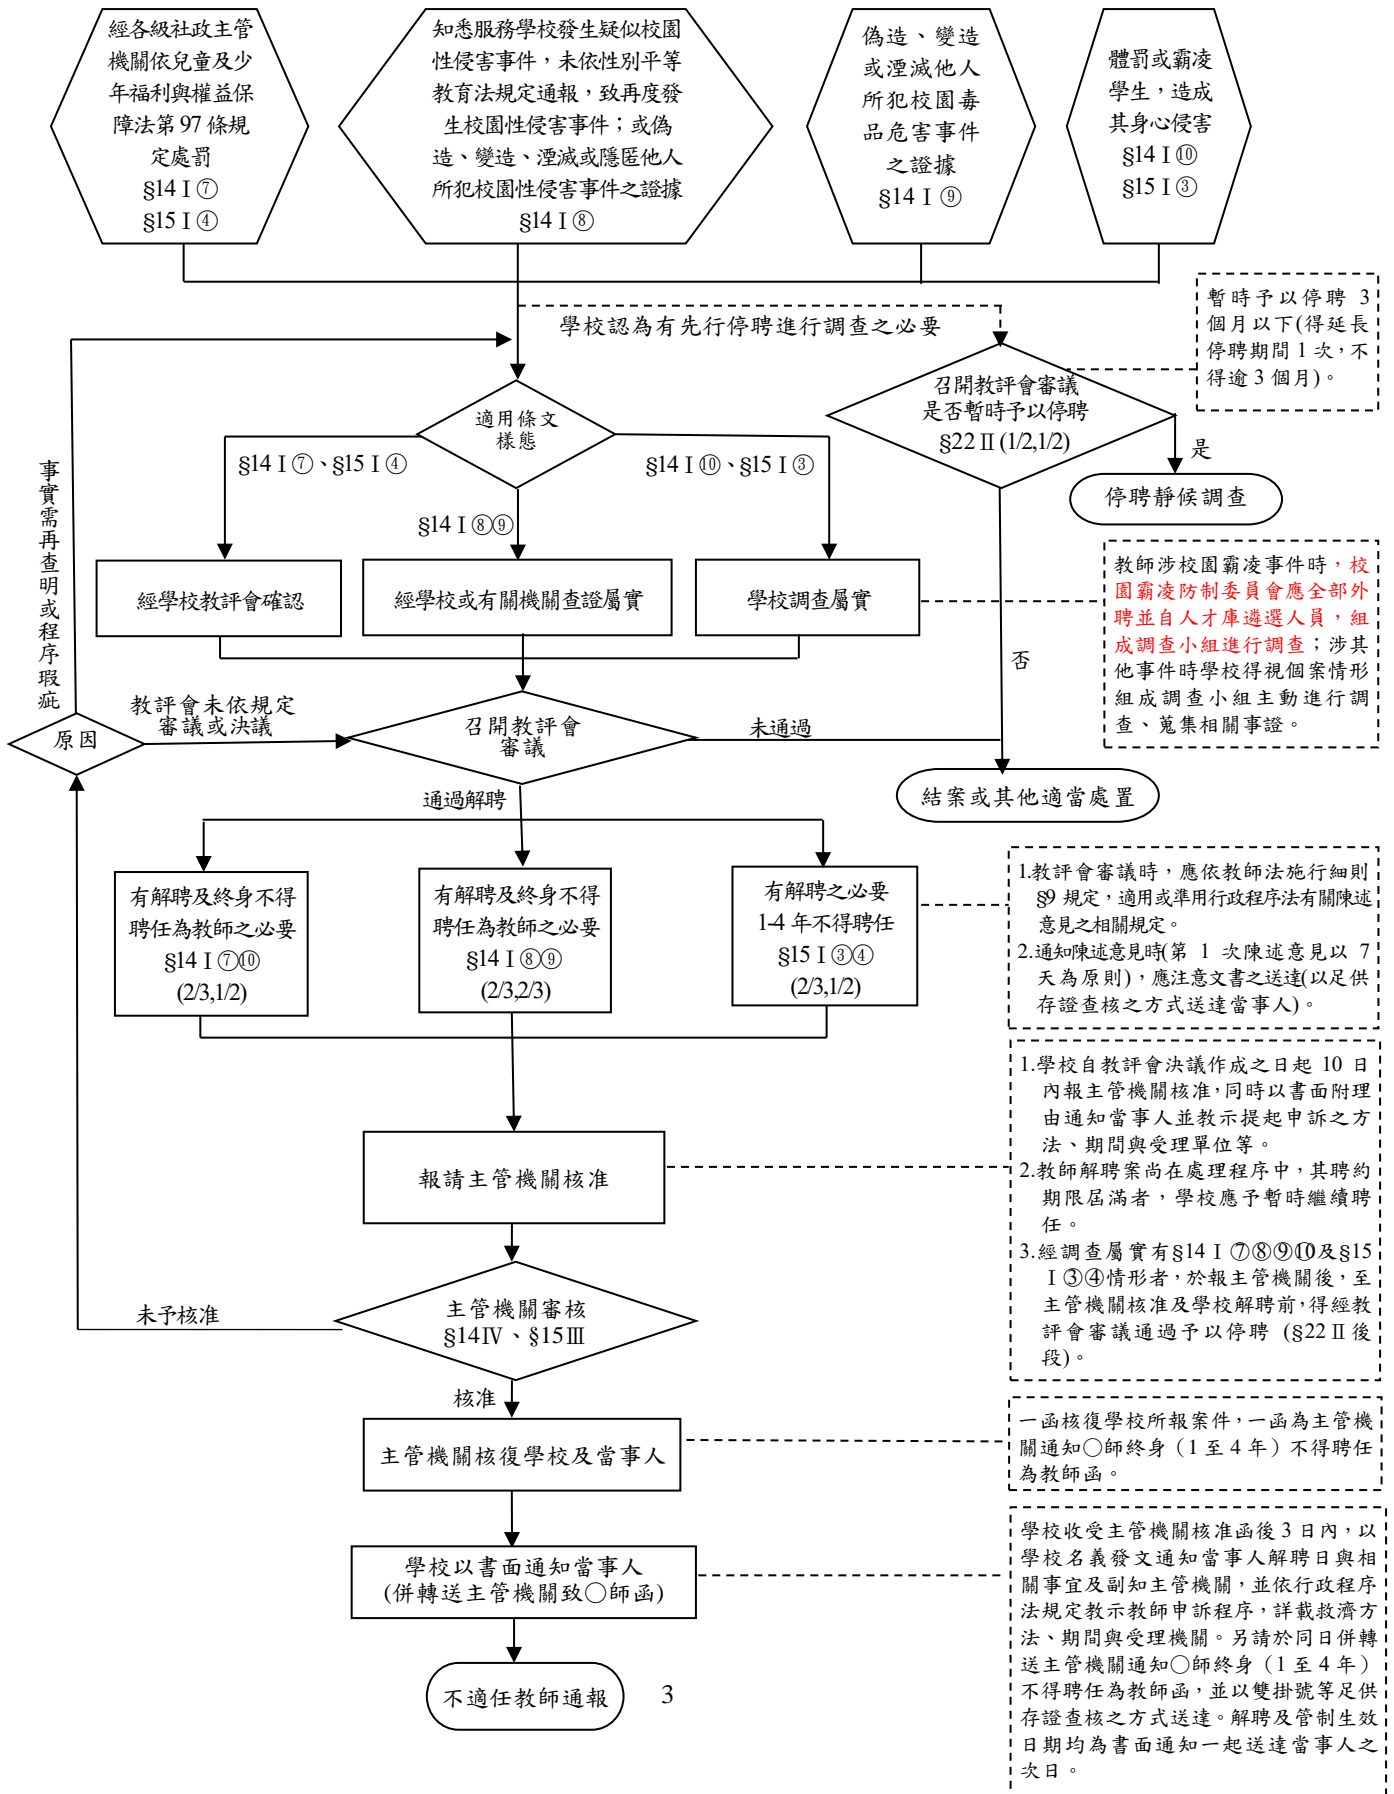 經各級社政主管
機關依兒童及少
年福利與權益保
障法第 97 條規
定處罰
§14 I ⑦
§15 I ④
知悉服務學校發生疑似校園
性侵害事件，未依性別平等
教育法規定通報，致再度發
生校園性侵害事件；或偽
造、變造、湮滅或隱匿他人
所犯校園性侵害事件之證據
§14 I ⑧
偽造、變造
或湮滅他人
所犯校園毒
品危害事件
之證據
§14 I ⑨
體罰或霸凌
學生，造成
其身心侵害
§14 I ⑩
§15 I ③
學校認為有先行停聘進行調查之必要
暫時予以停聘 3
個月以下(得延長
停聘期間 1 次，不
得逾 3 個月)。
召開教評會審議
是否暫時予以停聘
§22 II (1/2,1/2)
是
停聘靜候調查
適用條文
樣態
§14 I ⑦、§15 I ④
§14 I ⑩、§15 I ③
§14 I ⑧⑨
經學校教評會確認
經學校或有關機關查證屬實
學校調查屬實
教師涉校園霸凌事件時，校
園霸凌防制委員會應全部外
聘並自人才庫遴選人員，組
成調查小組進行調查；涉其
他事件時學校得視個案情形
組成調查小組主動進行調
查、蒐集相關事證。
否
事實需再查明或程序瑕疵
原因
教評會未依規定
審議或決議
召開教評會
審議
未通過
結案或其他適當處置
通過解聘
有解聘及終身不得
聘任為教師之必要
§14 I ⑦⑩
(2/3,1/2)
有解聘及終身不得
聘任為教師之必要
§14 I ⑧⑨
(2/3,2/3)
有解聘之必要
1-4 年不得聘任
§15 I ③④
(2/3,1/2)
1.教評會審議時，應依教師法施行細則
§9 規定，適用或準用行政程序法有關陳述
意見之相關規定。
2.通知陳述意見時(第 1 次陳述意見以 7
天為原則)，應注意文書之送達(以足供
存證查核之方式送達當事人)。
報請主管機關核准
1.學校自教評會決議作成之日起 10 日
內報主管機關核准，同時以書面附理
由通知當事人並教示提起申訴之方
法、期間與受理單位等。
2.教師解聘案尚在處理程序中，其聘約
期限屆滿者，學校應予暫時繼續聘
任。
3.經調查屬實有§14 I ⑦⑧⑨⑩及§15
I ③④情形者，於報主管機關後，至
主管機關核准及學校解聘前，得經教
評會審議通過予以停聘 (§22 II 後
段)。
主管機關審核
§14Ⅳ、§15Ⅲ
未予核准
核准
主管機關核復學校及當事人
一函核復學校所報案件，一函為主管機
關通知○師終身（1 至 4 年）不得聘任
為教師函。
學校以書面通知當事人
(併轉送主管機關致○師函)
學校收受主管機關核准函後 3 日內，以
學校名義發文通知當事人解聘日與相
關事宜及副知主管機關，並依行政程序
法規定教示教師申訴程序，詳載救濟方
法、期間與受理機關。另請於同日併轉
送主管機關通知○師終身（1 至 4 年）
不得聘任為教師函，並以雙掛號等足供
存證查核之方式送達。解聘及管制生效
日期均為書面通知一起送達當事人之
次日。
不適任教師通報
3